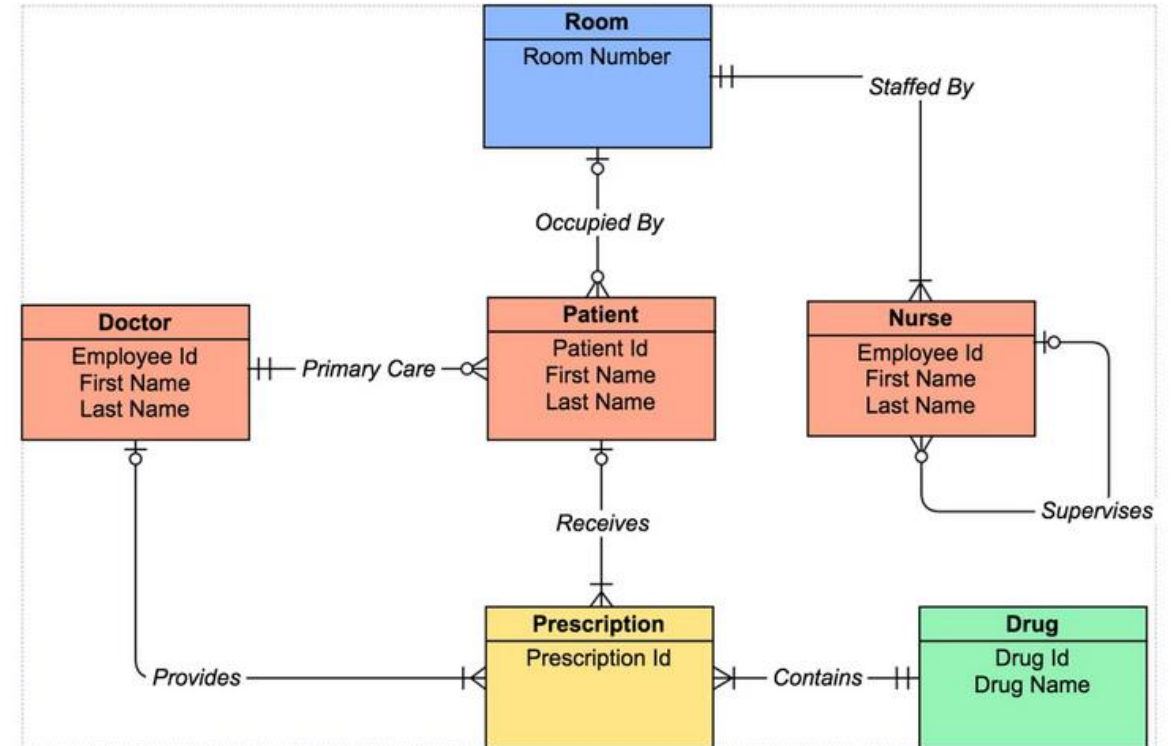 Room
Room Number
Staffed By
Occupied By
Doctor
Employee Id
First Name
Last Name
Primary Care
Patient
Patient Id
First Name
Last Name
Nurse
Employee Id
First Name
Last Name
Supervises
Receives
Provides
Prescription
Prescription Id
Contains
Drug
Drug Id
Drug Name